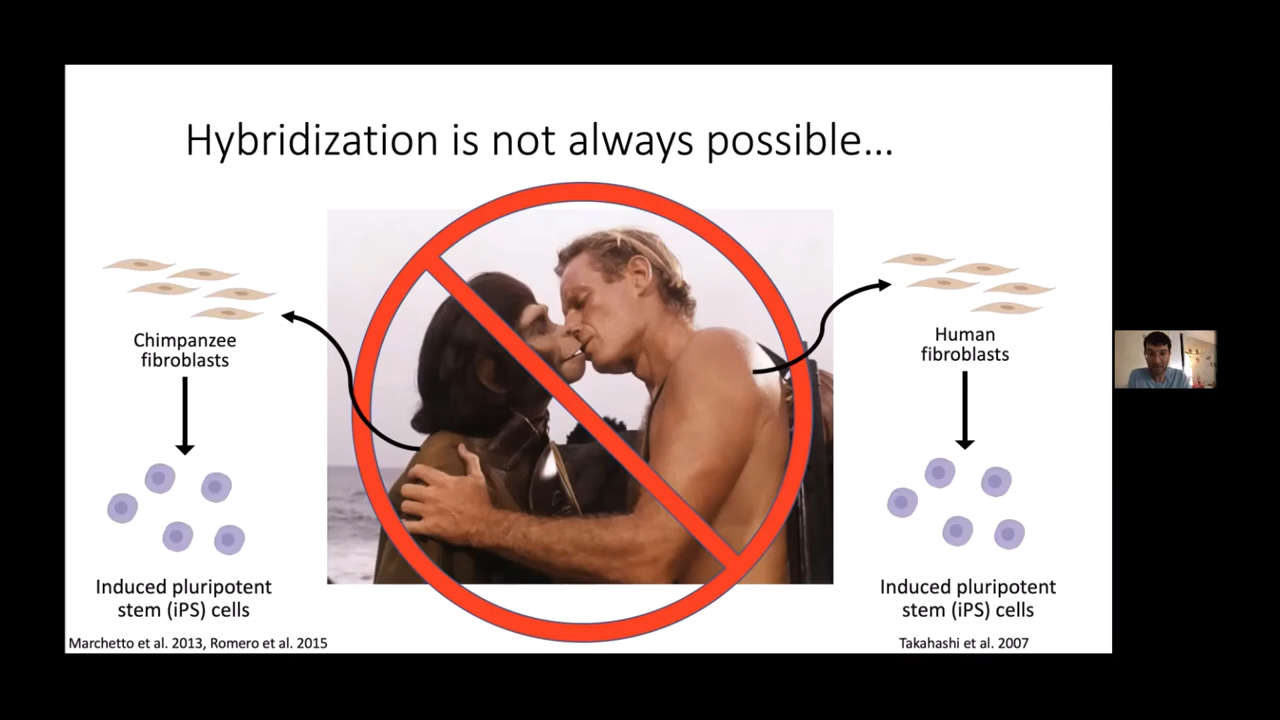 Hybridization is not always possible...
Chimpanzee
fibroblasts
Human
fibroblasts
Induced pluripotent
stem (iPS) cells
Induced pluripotent
stem (iPS) cells
Marchetto et al. 2013, Romero et al. 2015
Takahashi et al. 2007